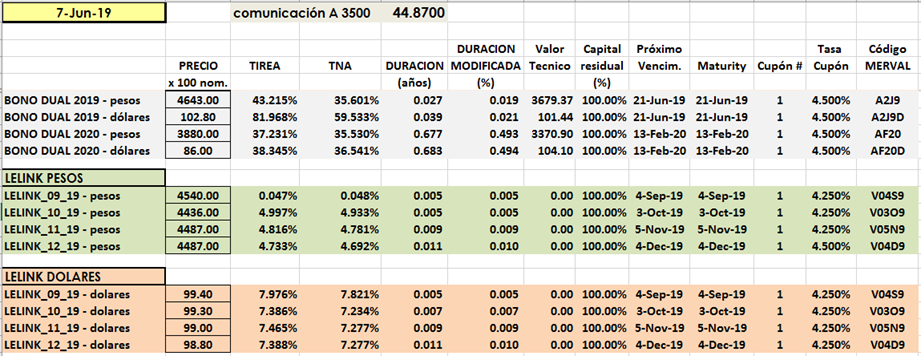 7-Jun-19 comunicación A 3500 44.8700
DURACION Valor Capital Próximo Tasa Código
PRECIO TIREA TNA DURACION MODIFICADA Tecnico residual Vencim. Maturity Cupón # Cupón MERVAL
x 100 nom. (años) (%) (%)
BONO DUAL 2019 - pesos 4643.00 43.215% 35.601% 0.027 0.019 3679.37 100.00% 21-Jun-19 21-Jun-19 1 4.500% A2J9
BONO DUAL 2019 - dólares 102.80 81.968% 59.533% 0.039 0.021 101.44 100.00% 21-Jun-19 21-Jun-19 1 4.500% A2J9D
BONO DUAL 2020 - pesos 3880.00 37.231% 35.530% 0.677 0.493 3370.90 100.00% 13-Feb-20 13-Feb-20 1 4.500% AF20
BONO DUAL 2020 - dólares 86.00 38.345% 36.541% 0.683 0.494 104.10 100.00% 13-Feb-20 13-Feb-20 1 4.500% AF20D
LELINK PESOS
LELINK_09_19 - pesos 4540.00 0.047% 0.048% 0.005 0.005 0.00 100.00% 4-Sep-19 4-Sep-19 1 4.250% V04S9
LELINK_10_19 - pesos 4436.00 4.997% 4.933% 0.005 0.005 0.00 100.00% 3-Oct-19 3-Oct-19 1 4.250% V03O9
LELINK_11_19 - pesos 4487.00 4.816% 4.781% 0.009 0.009 0.00 100.00% 5-Nov-19 5-Nov-19 1 4.250% V05N9
LELINK_12_19 - pesos 4487.00 4.733% 4.692% 0.011 0.010 0.00 100.00% 4-Dec-19 4-Dec-19 1 4.500% V04D9
LELINK DOLARES
LELINK_09_19 - dolares 99.40 7.976% 7.821% 0.005 0.005 0.00 100.00% 4-Sep-19 4-Sep-19 1 4.250% V04S9
LELINK_10_19 - dolares 99.30 7.386% 7.234% 0.007 0.007 0.00 100.00% 3-Oct-19 3-Oct-19 1 4.250% V03O9
LELINK_11_19 - dolares 99.00 7.465% 7.277% 0.009 0.009 0.00 100.00% 5-Nov-19 5-Nov-19 1 4.250% V05N9
LELINK_12_19 - dolares 98.80 7.388% 7.277% 0.011 0.010 0.00 100.00% 4-Dec-19 4-Dec-19 1 4.250% V04D9